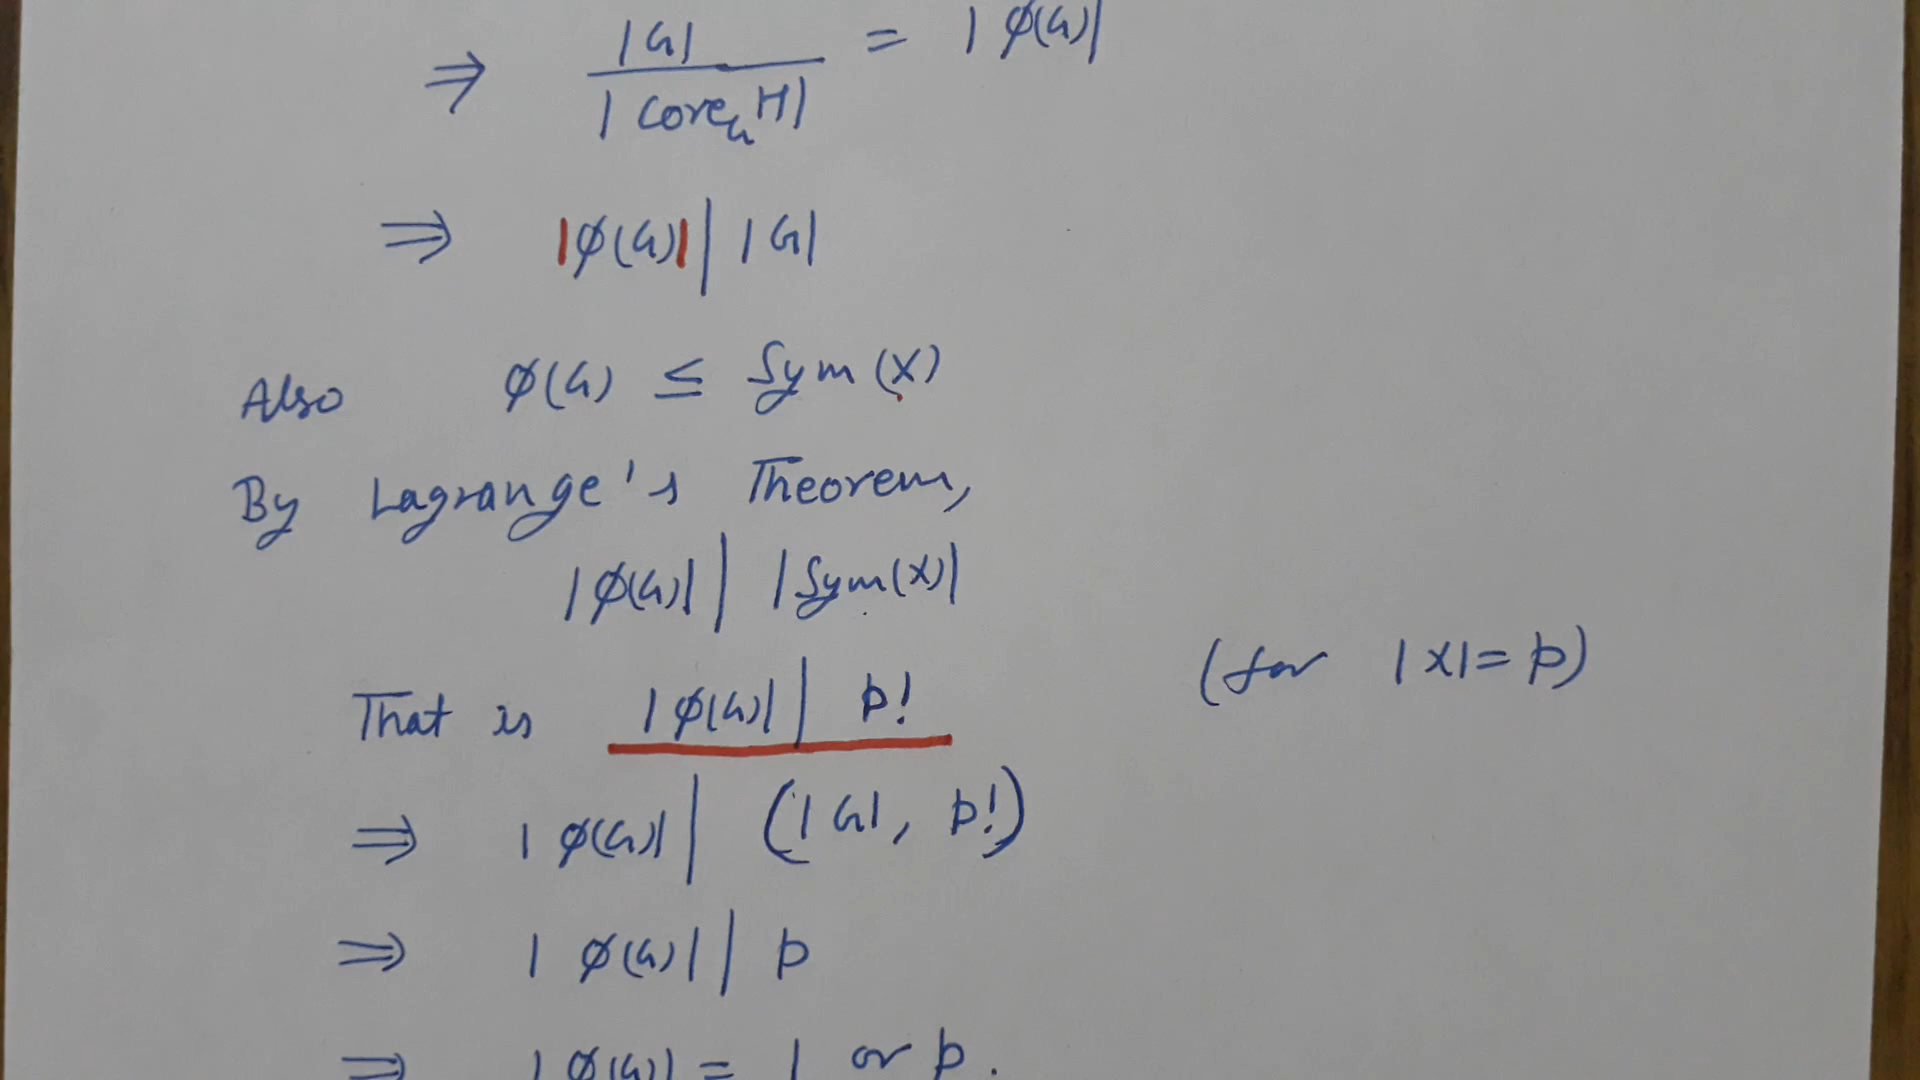 ⇒ |G| / |Core_G H| = |φ(G)|
⇒ |φ(G)| | |G|
Also φ(G) ≤ Sym(X)
By Lagrange's Theorem,
|φ(G)| | |Sym(X)|
That is |φ(G)| | p! (for |X|=p)
⇒ |φ(G)| | (|G|, p!)
⇒ |φ(G)| | p
⇒ |φ(G)| = 1 or p.